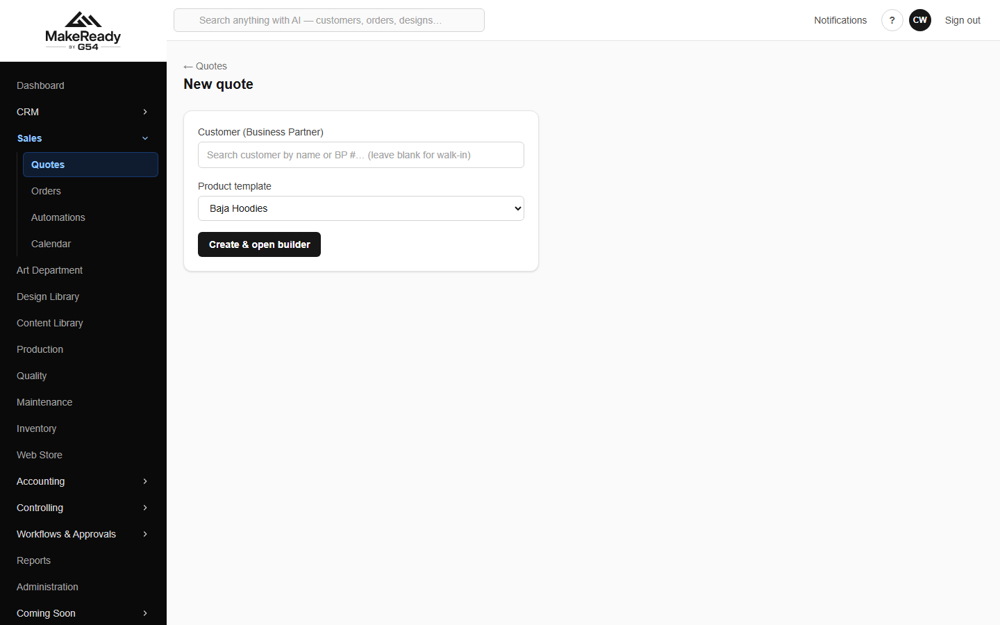 MakeReady
BY G54
Search anything with AI — customers, orders, designs...
Notifications
?
CW
Sign out
Dashboard
CRM
Sales
Quotes
Orders
Automations
Calendar
Art Department
Design Library
Content Library
Production
Quality
Maintenance
Inventory
Web Store
Accounting
Controlling
Workflows & Approvals
Reports
Administration
Coming Soon
← Quotes
New quote
Customer (Business Partner)
Search customer by name or BP #... (leave blank for walk-in)
Product template
Baja Hoodies
Create & open builder